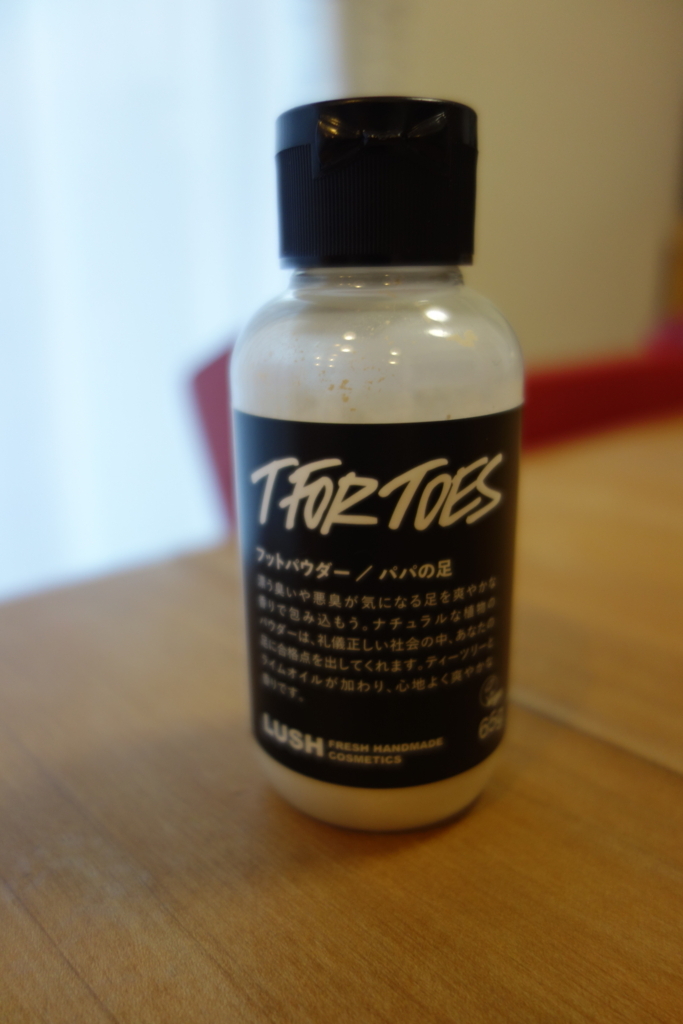 T FOR TOES
フットパウダー / パパの足
漂う臭いや悪臭が気になる足を爽やかな
香りで包み込もう。ナチュラルな植物の
パウダーは、礼儀正しい社会の中、あなたの
足に合格点を出してくれます。ティーツリーと
ライムオイルが加わり、心地よく爽やかな
香りです。
LUSH FRESH HANDMADE
COSMETICS
65g